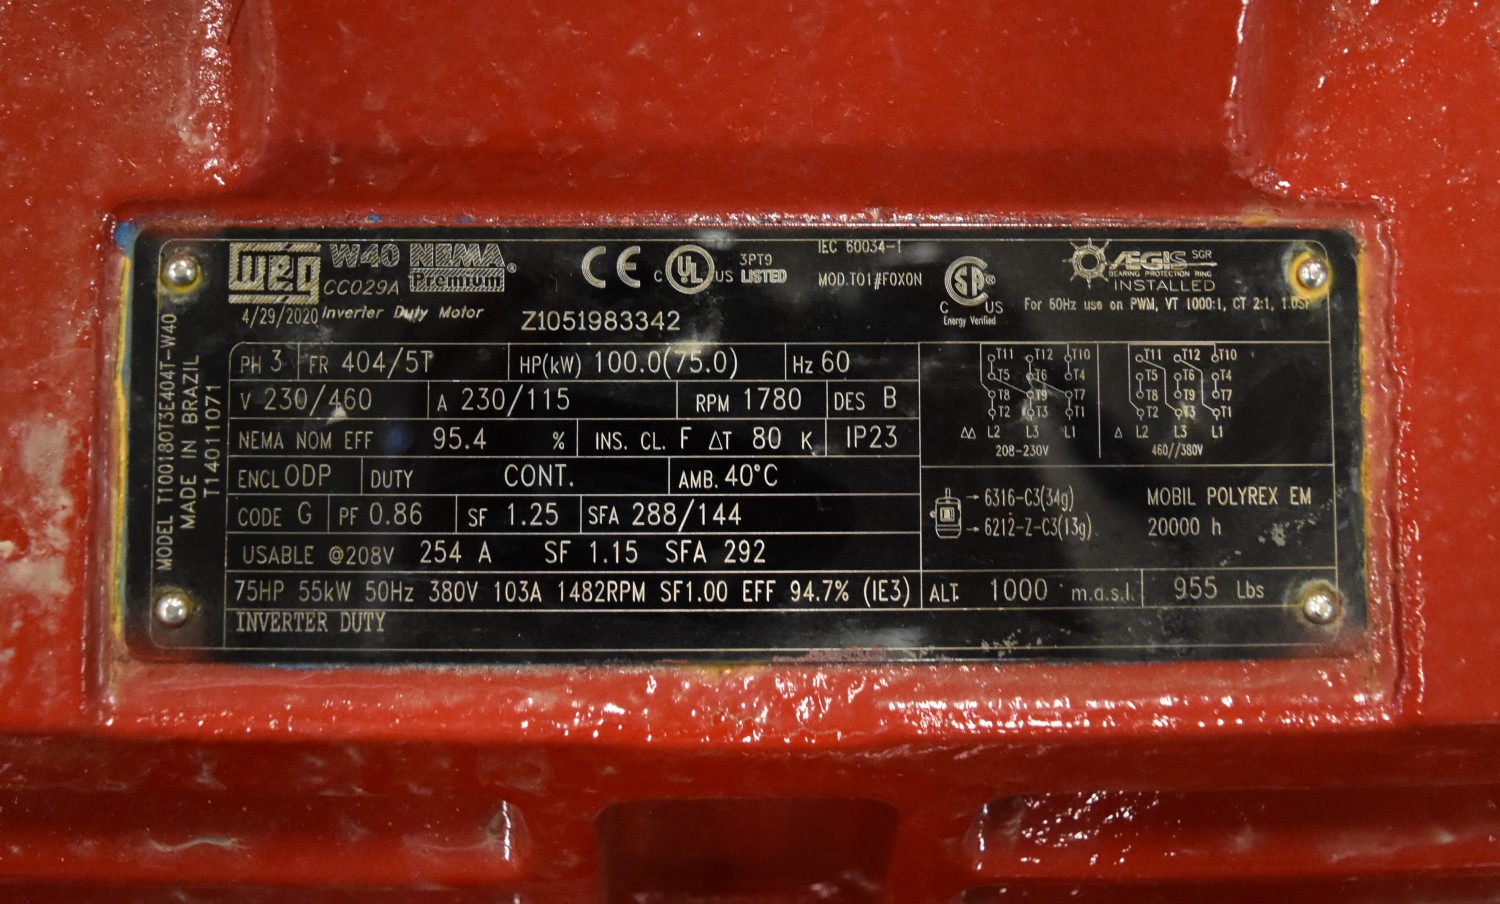 MODEL T100180T3E404T-W40
MADE IN BRAZIL
T140111071
WEG W40 NEMA Premium®
CC029A
4/29/2020 Inverter Duty Motor
Z1051983342
CE
C UL US 3PT9 LISTED
IEC 60034-1
MOD.T01#F0X0N
C SA® US
Energy Verified
AEGIS SGR
BEARING PROTECTION RING
INSTALLED
For 60Hz use on PWM, VT 1000:1, CT 2:1, 1.0SF
PH 3 FR 404/5T HP(kW) 100.0(75.0) Hz 60
V 230/460 A 230/115 RPM 1780 DES B
NEMA NOM EFF 95.4 % INS. CL. F ΔT 80 K IP23
ENCL ODP DUTY CONT. AMB. 40°C
CODE G PF 0.86 SF 1.25 SFA 288/144
USABLE @208V 254 A SF 1.15 SFA 292
75HP 55kW 50Hz 380V 103A 1482RPM SF1.00 EFF 94.7% (IE3)
INVERTER DUTY
T11 T12 T10
T5 T6 T4
T8 T9 T7
T2 T3 T1
ΔΔ L2 L3 L1
208-230V
T11 T12 T10
T5 T6 T4
T8 T9 T7
T2 T3 T1
Δ L2 L3 L1
460//380V
6316-C3(34g) MOBIL POLYREX EM
6212-Z-C3(13g) 20000 h
ALT. 1000 m.a.s.l. 955 Lbs